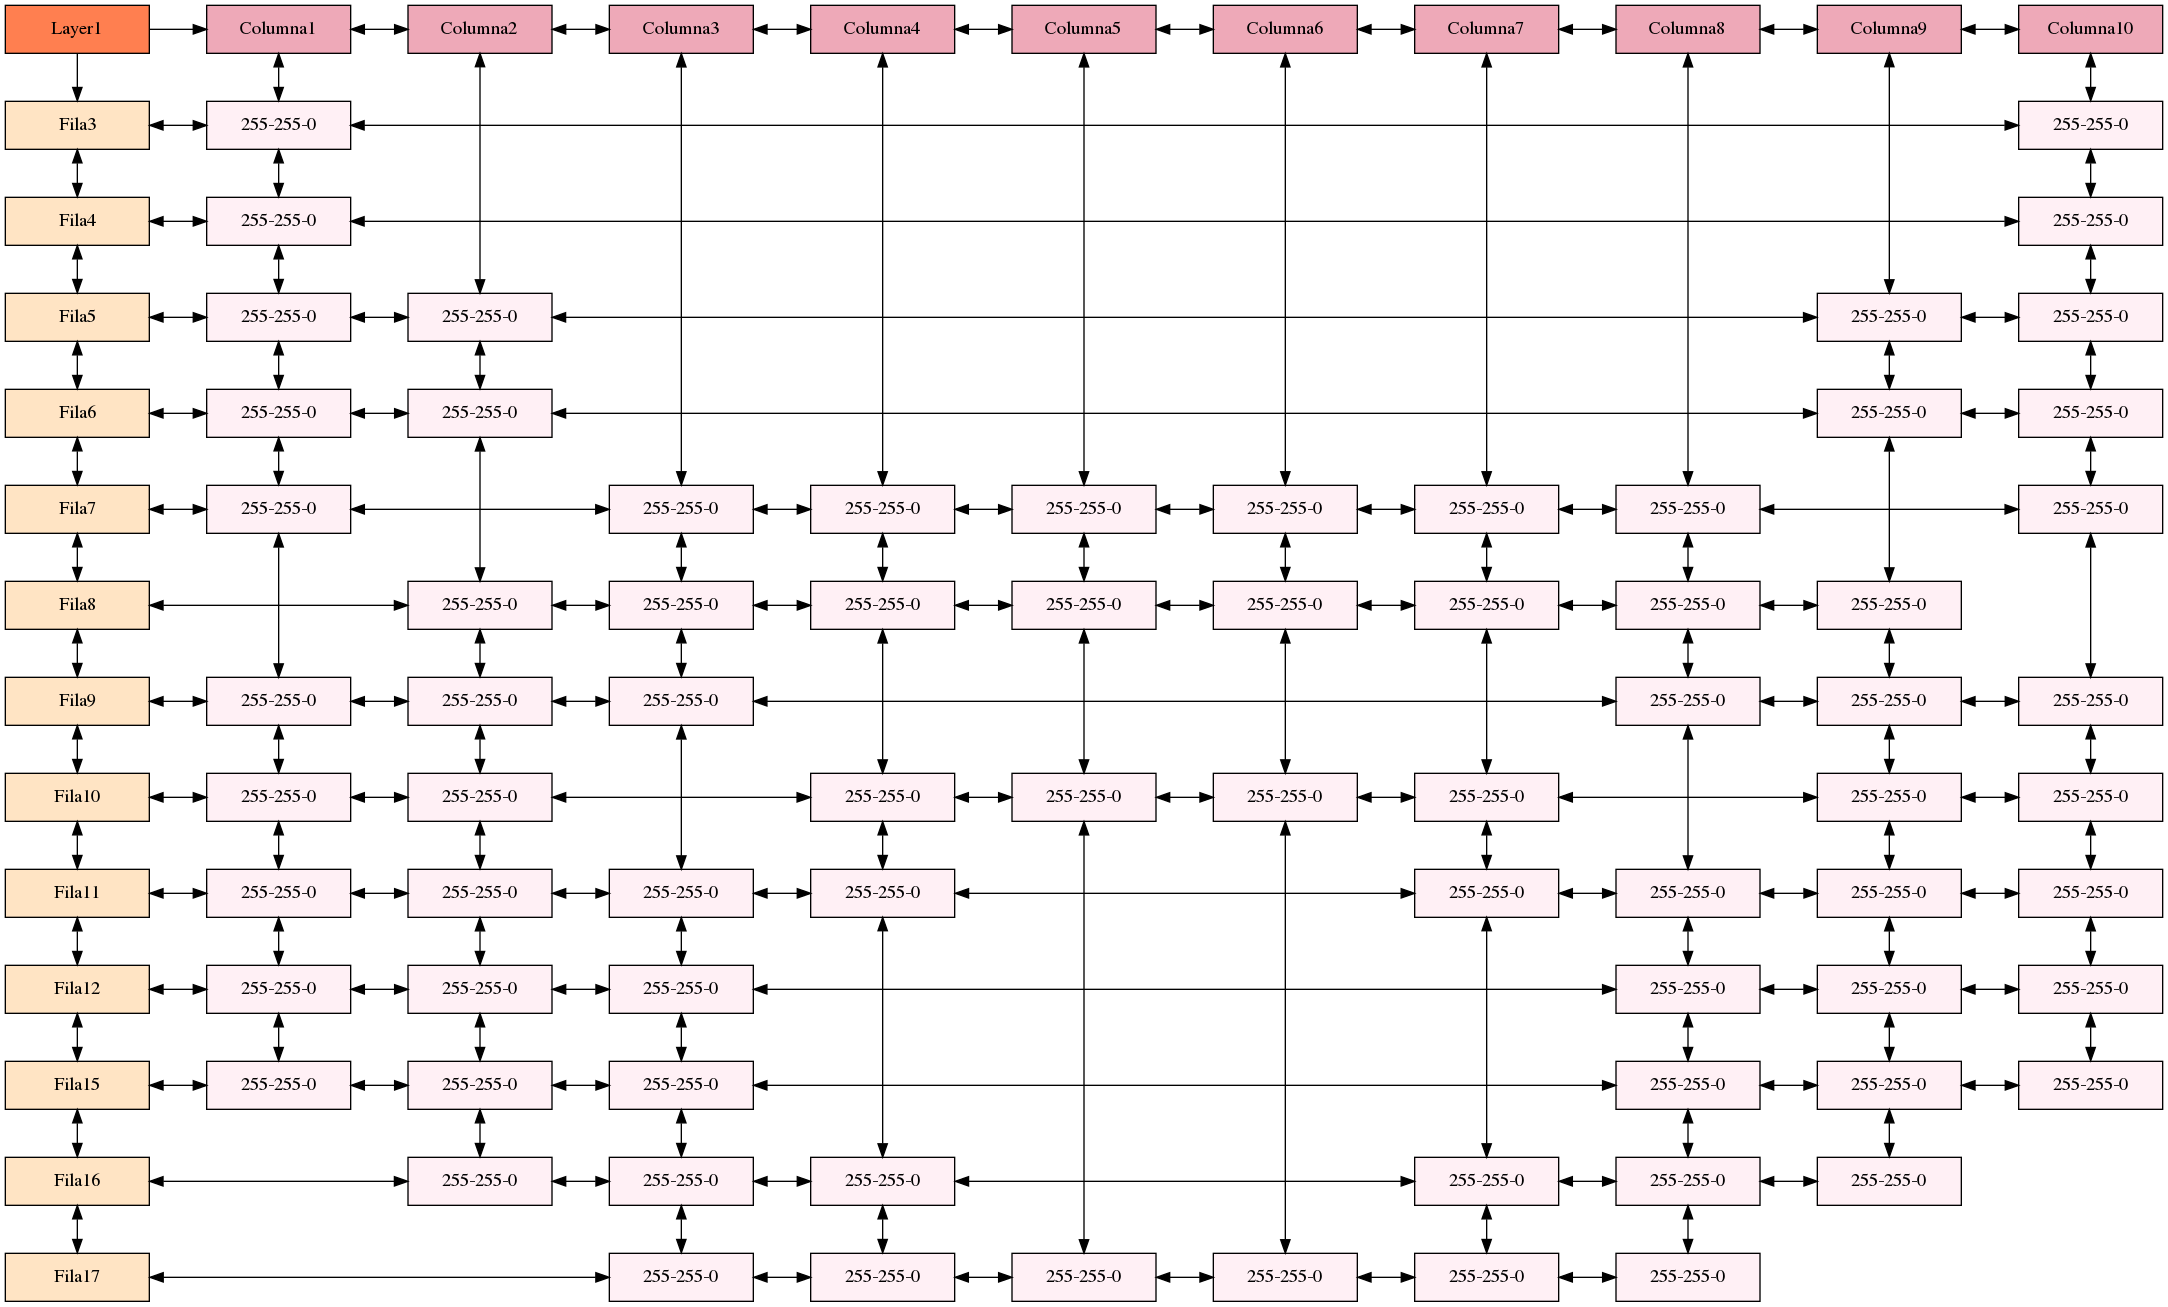 Layer1 Columna1 Columna2 Columna3 Columna4 Columna5 Columna6 Columna7 Columna8 Columna9 Columna10
Fila3 255-255-0 255-255-0
Fila4 255-255-0 255-255-0
Fila5 255-255-0 255-255-0 255-255-0 255-255-0
Fila6 255-255-0 255-255-0 255-255-0 255-255-0
Fila7 255-255-0 255-255-0 255-255-0 255-255-0 255-255-0 255-255-0 255-255-0 255-255-0
Fila8 255-255-0 255-255-0 255-255-0 255-255-0 255-255-0 255-255-0 255-255-0 255-255-0
Fila9 255-255-0 255-255-0 255-255-0 255-255-0 255-255-0 255-255-0
Fila10 255-255-0 255-255-0 255-255-0 255-255-0 255-255-0 255-255-0 255-255-0 255-255-0
Fila11 255-255-0 255-255-0 255-255-0 255-255-0 255-255-0 255-255-0 255-255-0 255-255-0
Fila12 255-255-0 255-255-0 255-255-0 255-255-0 255-255-0 255-255-0
Fila15 255-255-0 255-255-0 255-255-0 255-255-0 255-255-0 255-255-0
Fila16 255-255-0 255-255-0 255-255-0 255-255-0 255-255-0 255-255-0
Fila17 255-255-0 255-255-0 255-255-0 255-255-0 255-255-0 255-255-0